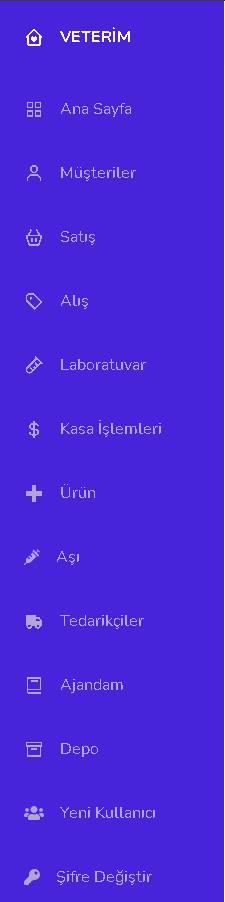 VETERİM
Ana Sayfa
Müşteriler
Satış
Alış
Laboratuvar
Kasa İşlemleri
Ürün
Aşı
Tedarikçiler
Ajandam
Depo
Yeni Kullanıcı
Şifre Değiştir